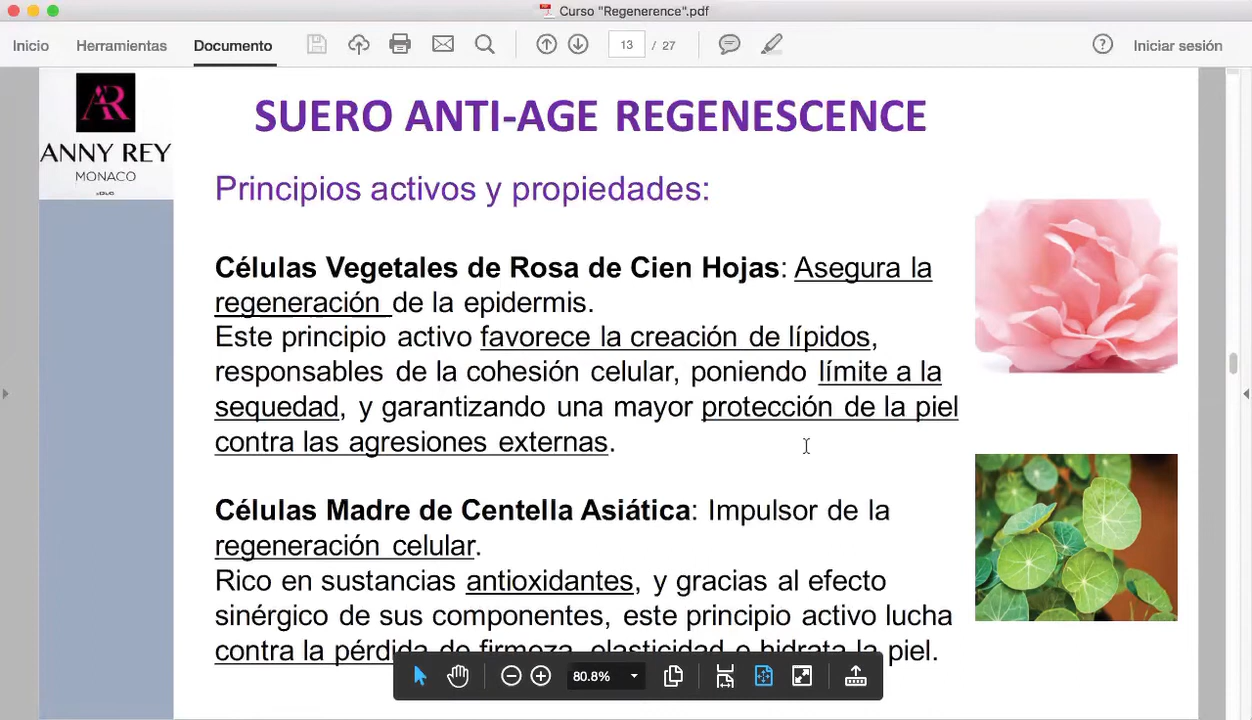 Curso "Regenerence".pdf
Inicio Herramientas Documento 13 / 27 Iniciar sesión
AR
ANNY REY
MONACO
SUERO ANTI-AGE REGENESCENCE
Principios activos y propiedades:
Células Vegetales de Rosa de Cien Hojas: Asegura la
regeneración de la epidermis.
Este principio activo favorece la creación de lípidos,
responsables de la cohesión celular, poniendo límite a la
sequedad, y garantizando una mayor protección de la piel
contra las agresiones externas.
Células Madre de Centella Asiática: Impulsor de la
regeneración celular.
Rico en sustancias antioxidantes, y gracias al efecto
sinérgico de sus componentes, este principio activo lucha
contra la pérdida de firmeza, elasticidad e hidrata la piel.
80.8%